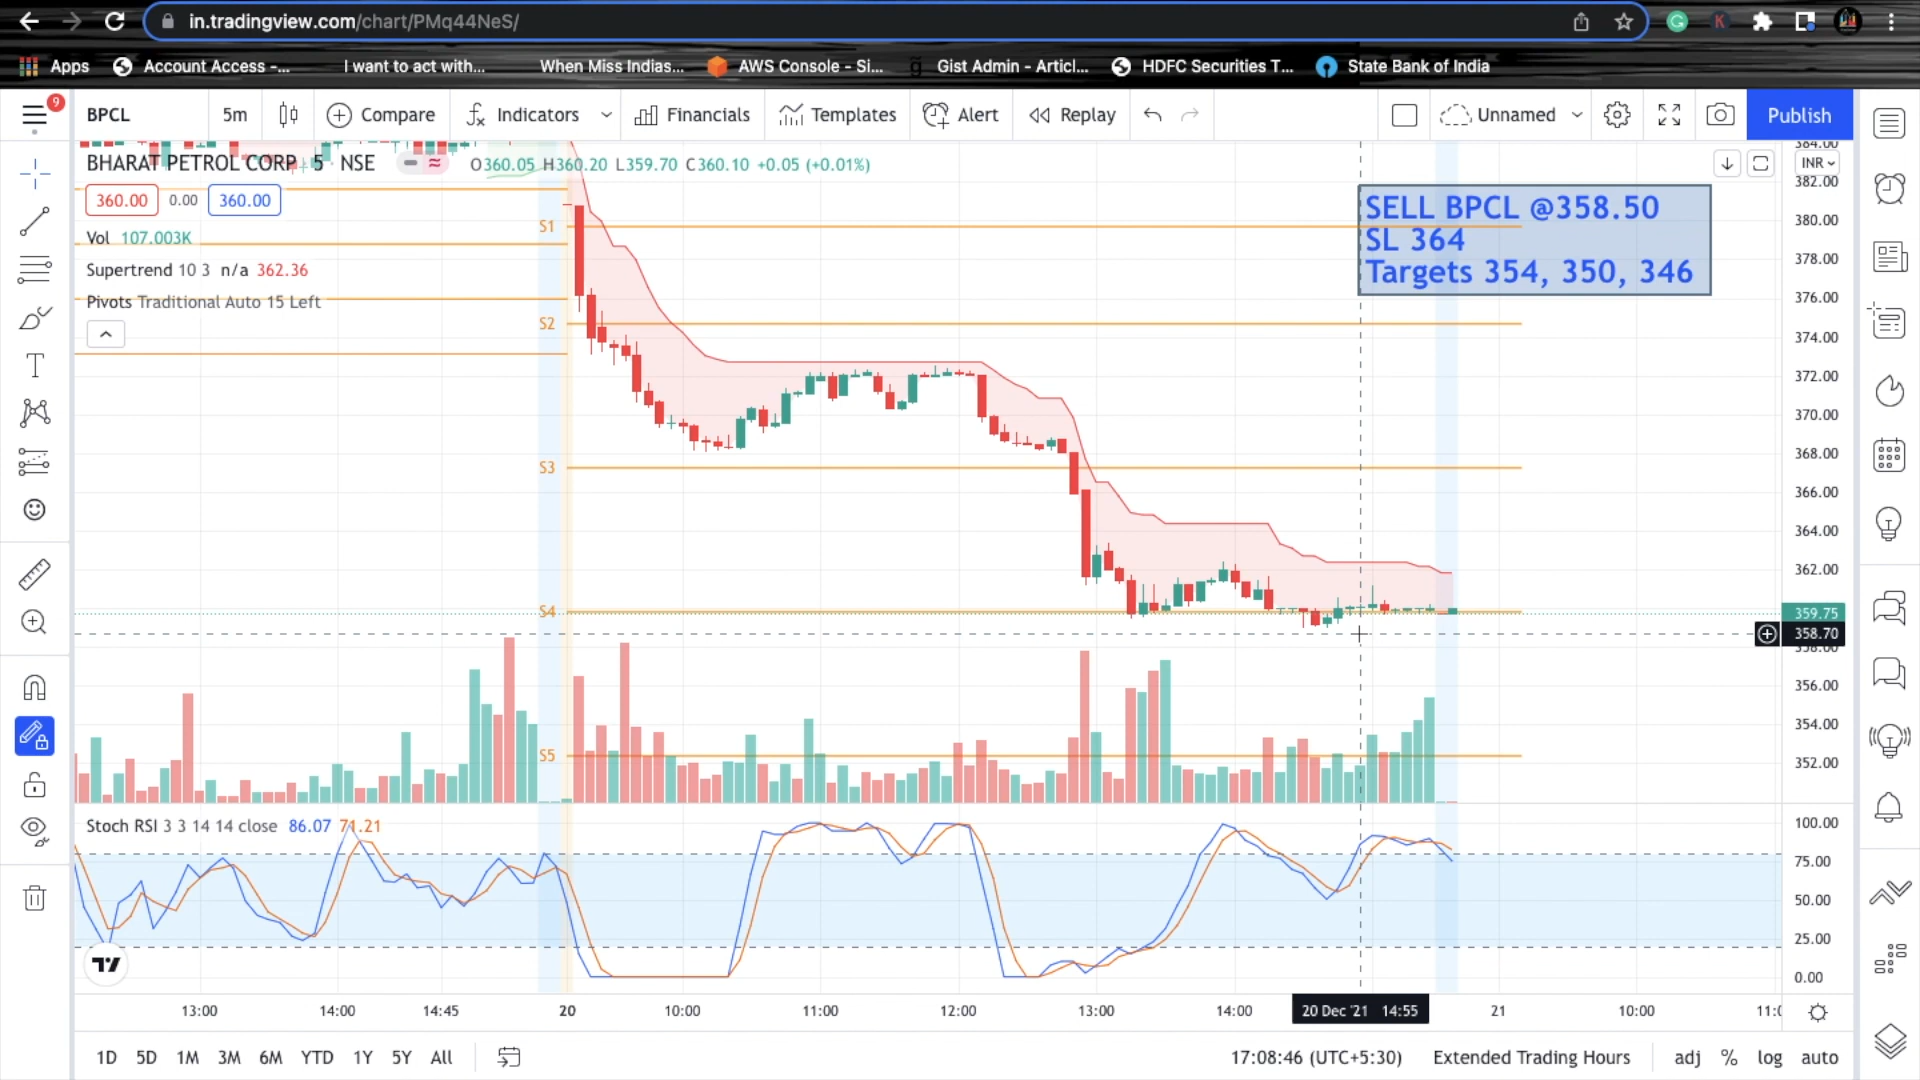 in.tradingview.com/chart/PMq44NeS/
Apps Account Access -... I want to act with... When Miss Indias... AWS Console - Si... Gist Admin - Articl... HDFC Securities T... State Bank of India
9
BPCL 5m Compare Indicators Financials Templates Alert Replay Unnamed Publish
BHARAT PETROL CORP 5 NSE O360.05 H360.20 L359.70 C360.10 +0.05 (+0.01%)
INR
360.00 0.00 360.00
Vol 107.003K
Supertrend 10 3 n/a 362.36
Pivots Traditional Auto 15 Left
SELL BPCL @358.50
SL 364
Targets 354, 350, 346
S1
S2
S3
S4
S5
384.00
382.00
380.00
378.00
376.00
374.00
372.00
370.00
368.00
366.00
364.00
362.00
359.75
358.70
358.00
356.00
354.00
352.00
Stoch RSI 3 3 14 14 close 86.07 71.21
100.00
75.00
50.00
25.00
0.00
13:00 14:00 14:45 20 10:00 11:00 12:00 13:00 14:00 20 Dec '21 14:55 21 10:00
1D 5D 1M 3M 6M YTD 1Y 5Y All 17:08:46 (UTC+5:30) Extended Trading Hours adj % log auto